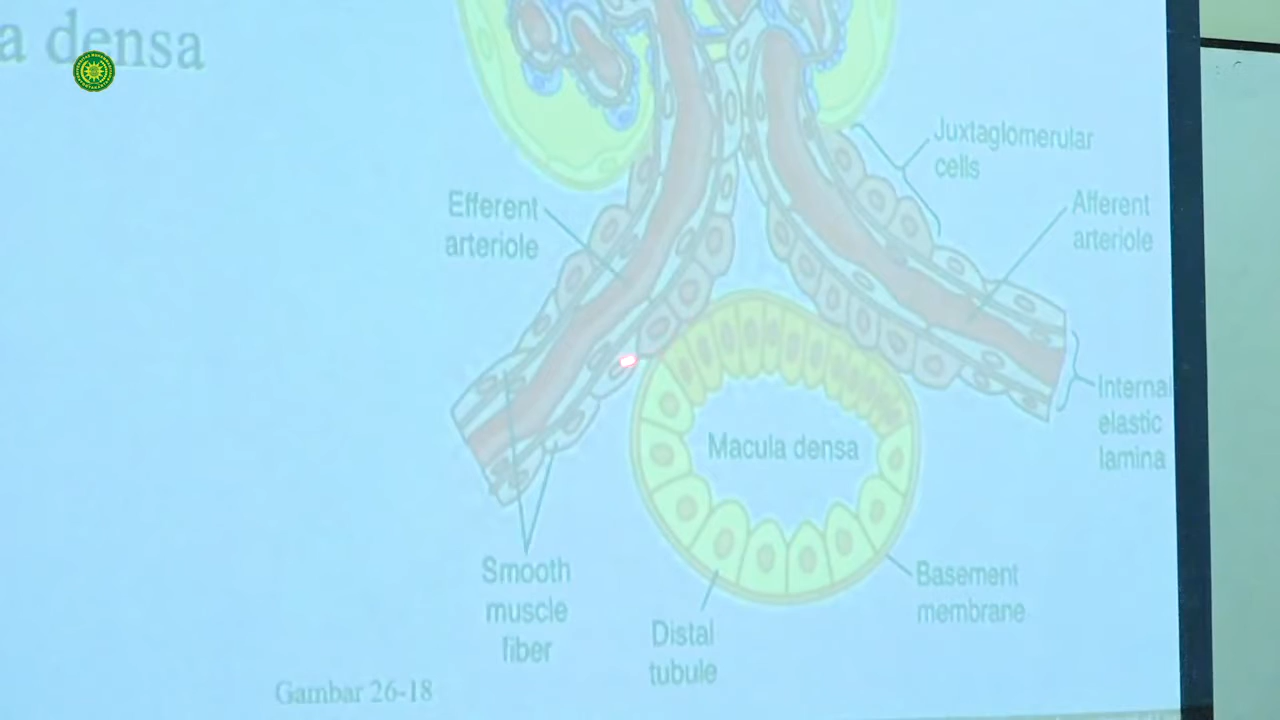 a densa
Juxtaglomerular
cells
Efferent
arteriole
Afferent
arteriole
Internal
elastic
lamina
Macula densa
Smooth
muscle
fiber
Basement
membrane
Distal
tubule
Gambar 26-18